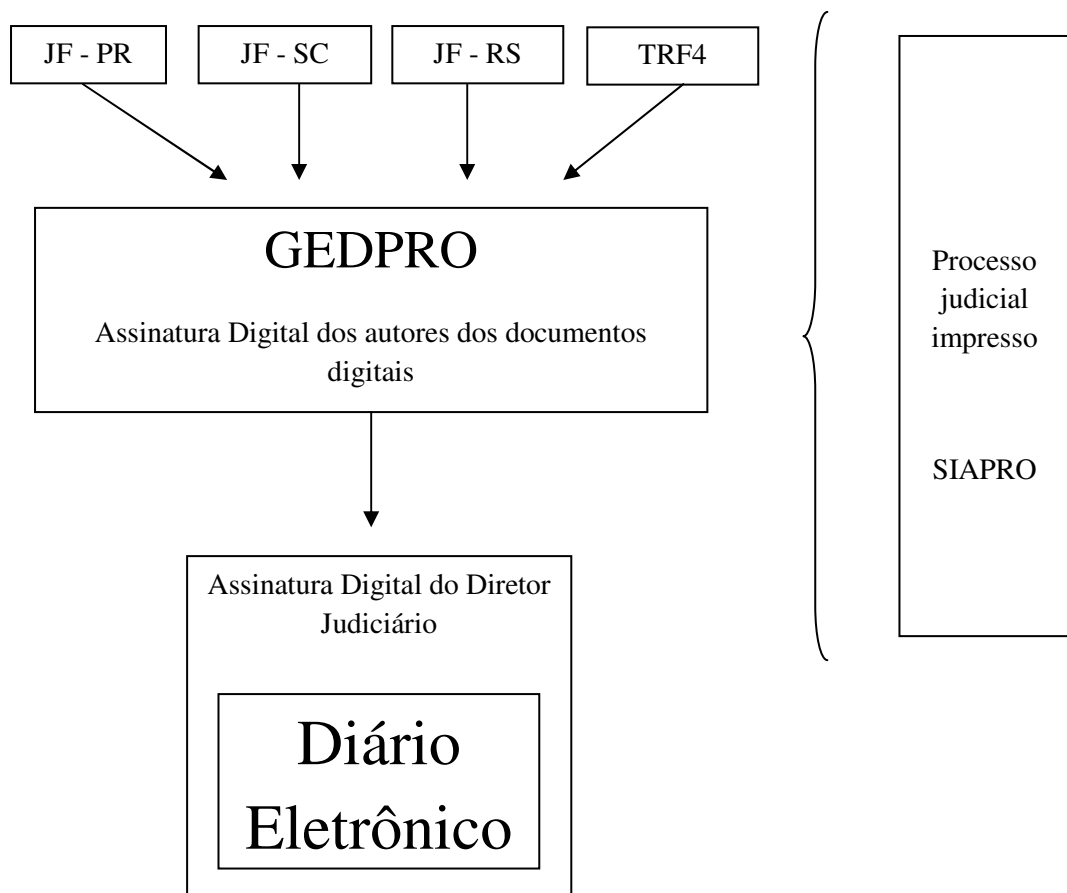 JF - PR
JF - SC
JF - RS
TRF4
GEDPRO
Assinatura Digital dos autores dos documentos
digitais
Processo
judicial
impresso
SIAPRO
Assinatura Digital do Diretor
Judiciário
Diário
Eletrônico